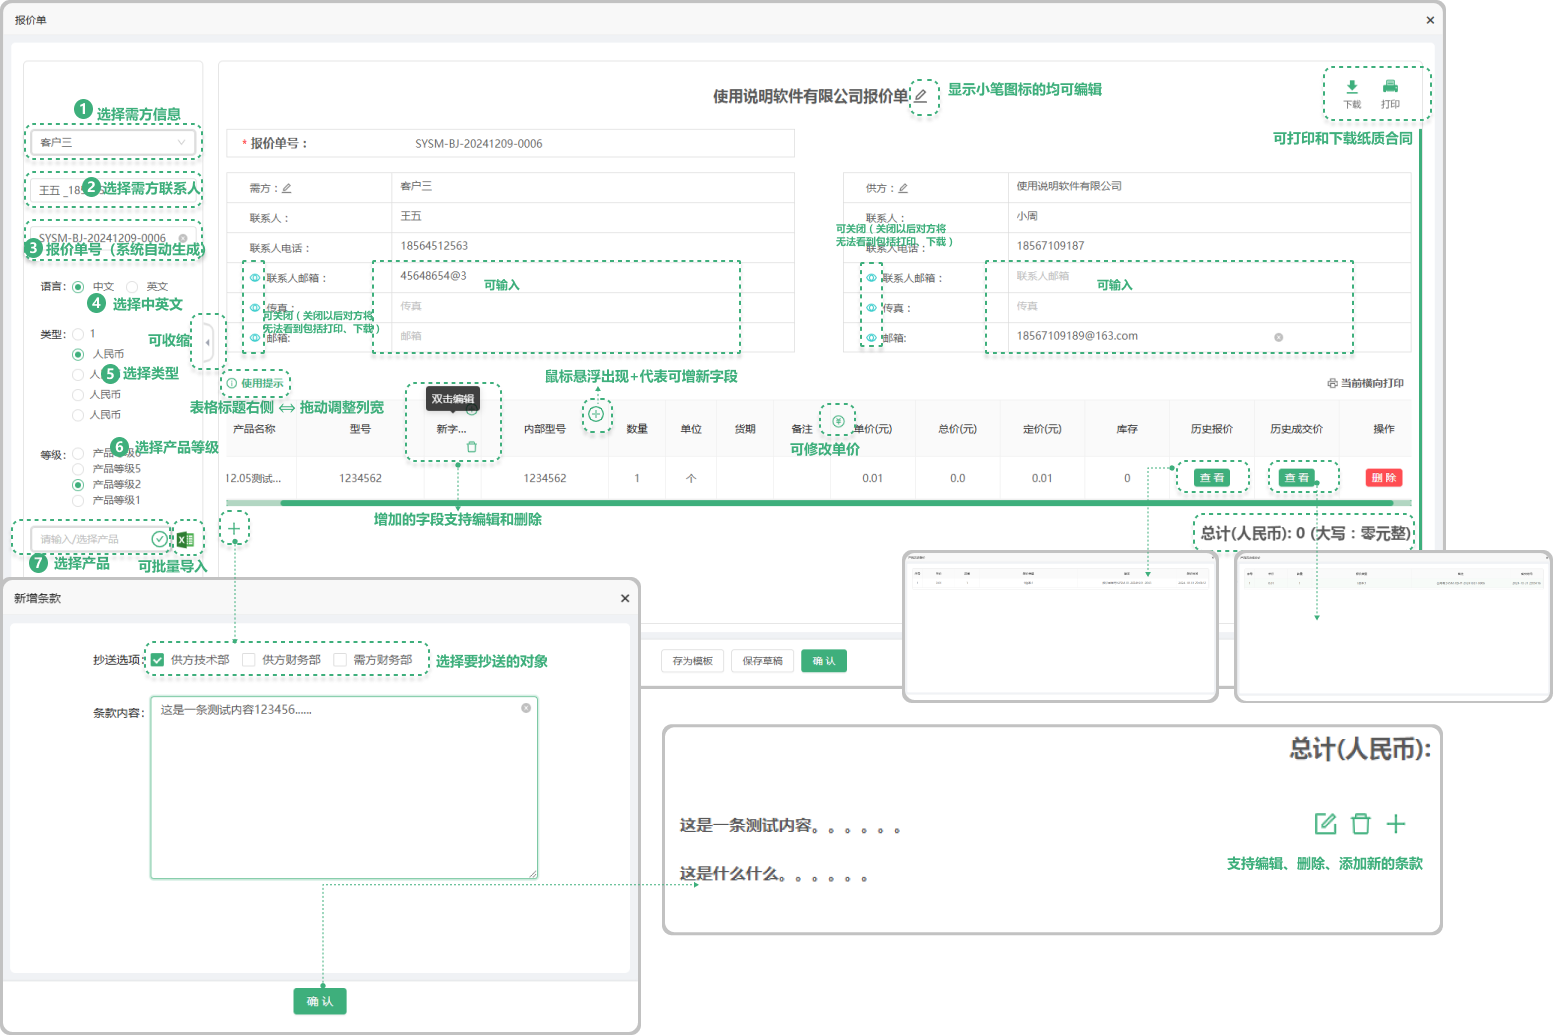 报价单
使用说明软件有限公司报价单
显示小笔图标的均可编辑
下载 打印
可打印和下载纸质合同
1 选择需方信息
客户三
2 选择需方联系人
王五 _185
3 报价单号（系统自动生成）
SYSM-BJ-20241209-0006
语言： 中文 英文
4 选择中英文
类型： 1
人民币
人
5 选择类型
人民币
人民币
可收缩
6 选择产品等级
等级： 产品等级6
产品等级5
产品等级2
产品等级1
请输入/选择产品
7 选择产品
可批量导入
* 报价单号： SYSM-BJ-20241209-0006
需方： 客户三
联系人： 王五
联系人电话： 18564512563
联系人邮箱： 45648654@3
可输入
传真： 传真
可关闭（关闭以后对方将
无法看到包括打印、下载）
邮箱: 邮箱
供方： 使用说明软件有限公司
联系人： 小周
可关闭（关闭以后对方将
无法看到包括打印、下载）
联系人电话： 18567109187
联系人邮箱： 联系人邮箱
可输入
传真： 传真
邮箱: 18567109189@163.com
使用提示
表格标题右侧 ⇔ 拖动调整列宽
双击编辑
鼠标悬浮出现+代表可增新字段
当前横向打印
产品名称 型号 新字... 内部型号 数量 单位 货期 备注 单价(元) 总价(元) 定价(元) 库存 历史报价 历史成交价 操作
可修改单价
12.05测试... 1234562 1234562 1 个 0.01 0.0 0.01 0 查看 查看 删除
增加的字段支持编辑和删除
总计(人民币): 0 (大写：零元整)
存为模板 保存草稿 确认
新增条款
抄送选项： 供方技术部 供方财务部 需方财务部
选择要抄送的对象
条款内容： 这是一条测试内容123456......
确认
总计(人民币):
这是一条测试内容。。。。。。
这是什么什么。。。。。。
支持编辑、删除、添加新的条款